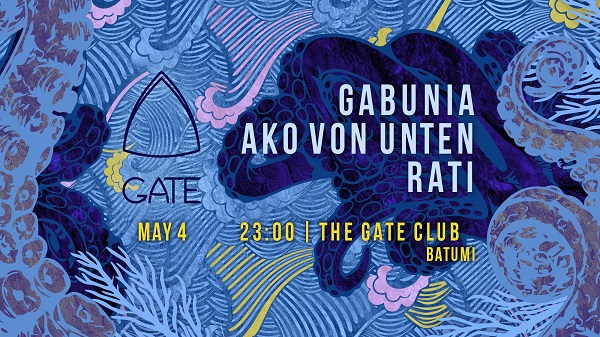 GATE
GABUNIA
AKO VON UNTEN
RATI
MAY 4
23:00 | THE GATE CLUB
BATUMI